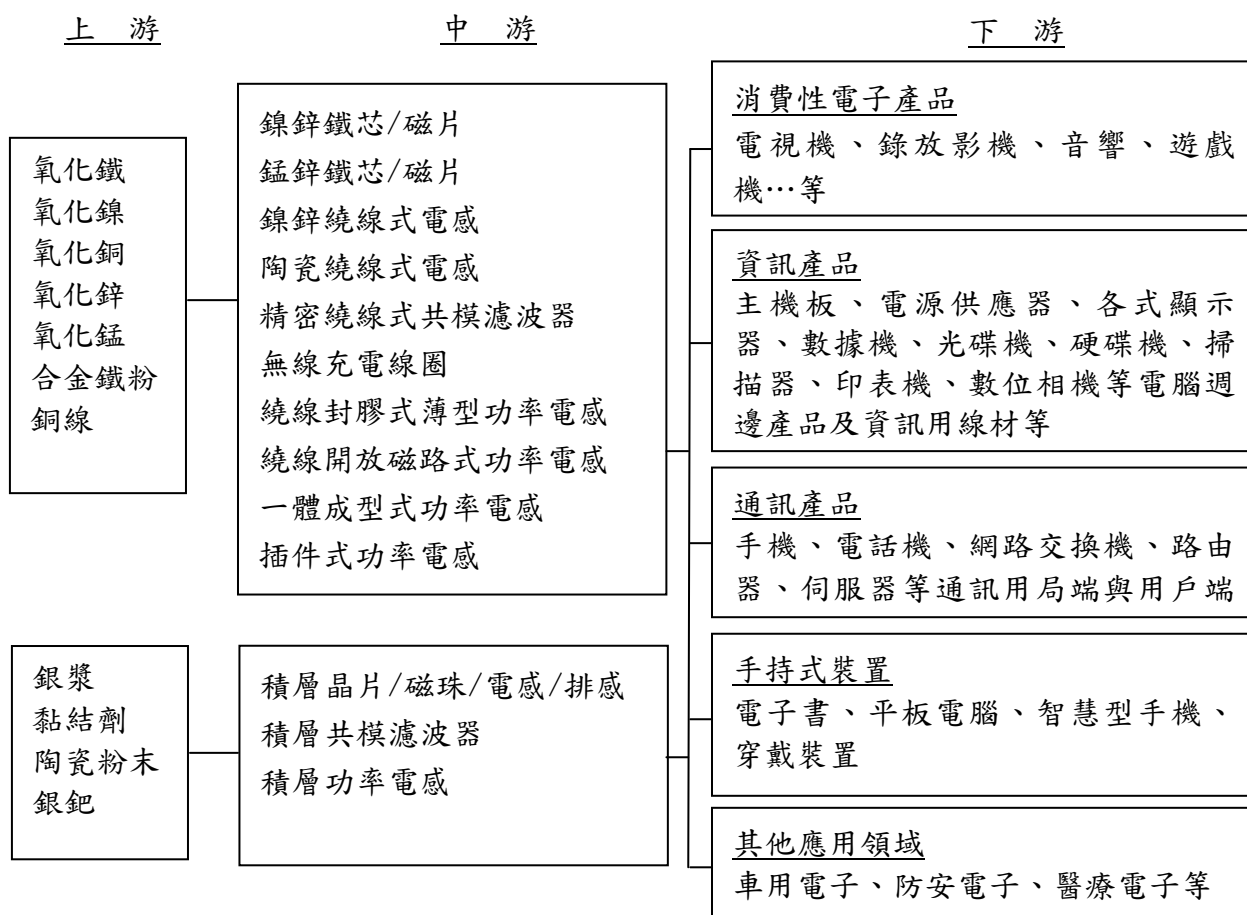 上 游
中 游
下 游
氧化鐵
氧化鎳
氧化銅
氧化鋅
氧化錳
合金鐵粉
銅線
鎳鋅鐵芯/磁片
錳鋅鐵芯/磁片
鎳鋅繞線式電感
陶瓷繞線式電感
精密繞線式共模濾波器
無線充電線圈
繞線封膠式薄型功率電感
繞線開放磁路式功率電感
一體成型式功率電感
插件式功率電感
銀漿
黏結劑
陶瓷粉末
銀鈀
積層晶片/磁珠/電感/排感
積層共模濾波器
積層功率電感
消費性電子產品
電視機、錄放影機、音響、遊戲
機…等
資訊產品
主機板、電源供應器、各式顯示
器、數據機、光碟機、硬碟機、掃
描器、印表機、數位相機等電腦週
邊產品及資訊用線材等
通訊產品
手機、電話機、網路交換機、路由
器、伺服器等通訊用局端與用戶端
手持式裝置
電子書、平板電腦、智慧型手機、
穿戴裝置
其他應用領域
車用電子、防安電子、醫療電子等